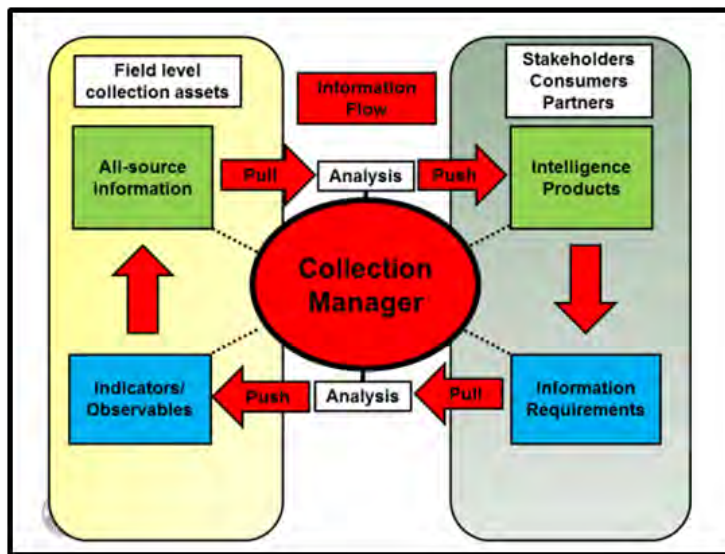 Field level
collection assets
Information
Flow
Stakeholders
Consumers
Partners
All-source
information
Pull
Analysis
Push
Intelligence
Products
Collection
Manager
Indicators/
Observables
Push
Analysis
Pull
Information
Requirements